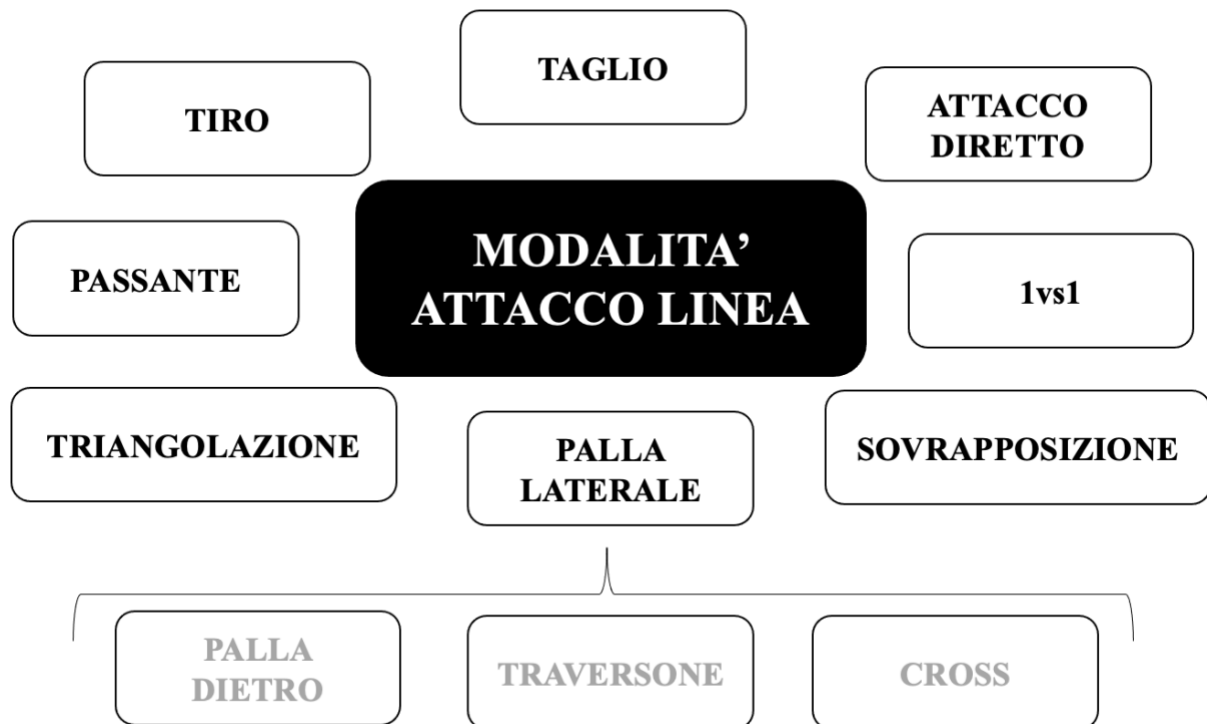 TAGLIO
TIRO
ATTACCO
DIRETTO
MODALITA’
ATTACCO LINEA
PASSANTE
1vs1
TRIANGOLAZIONE
PALLA
LATERALE
SOVRAPPOSIZIONE
PALLA
DIETRO
TRAVERSONE
CROSS